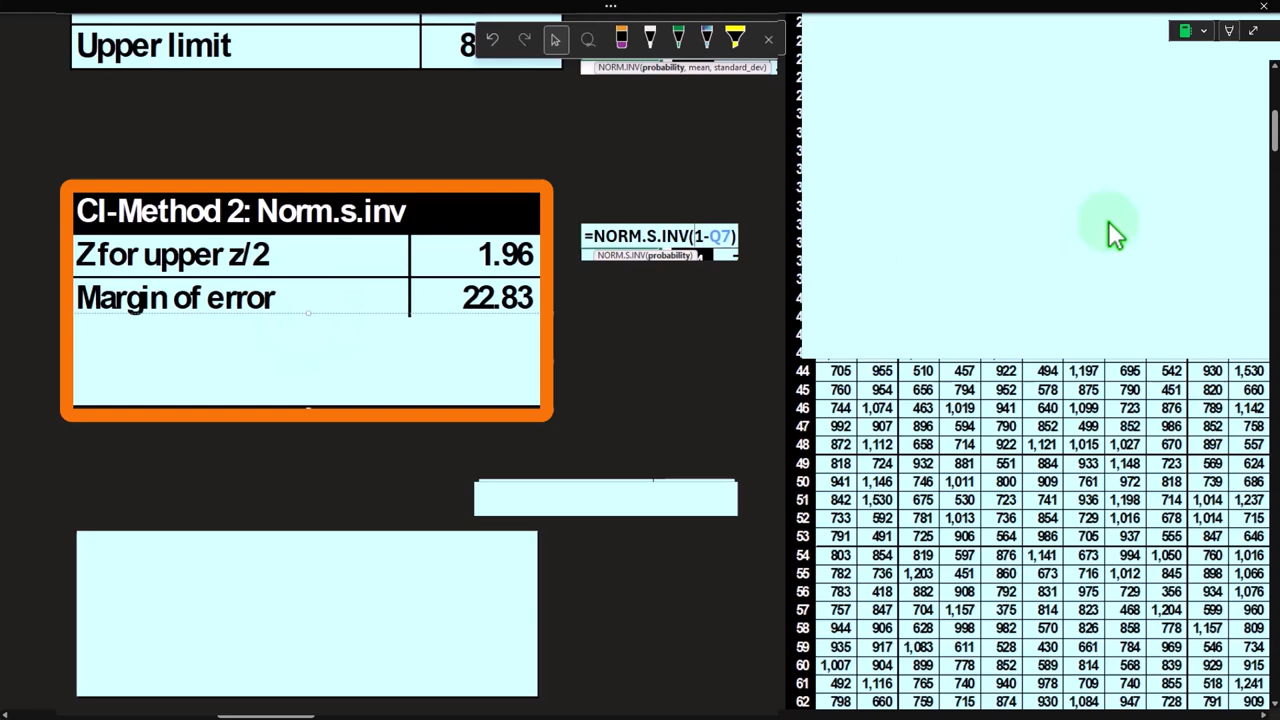 Upper limit 8
NORM.INV(probability, mean, standard_dev)
CI-Method 2: Norm.s.inv
Z for upper z/2 1.96
Margin of error 22.83
=NORM.S.INV(1-Q7)
NORM.S.INV(probability)
44 705 955 510 457 922 494 1,197 695 542 930 1,530
45 760 954 656 794 952 578 875 790 451 820 660
46 744 1,074 463 1,019 941 640 1,099 723 876 789 1,142
47 992 907 896 594 790 852 499 852 986 852 758
48 872 1,112 658 714 922 1,121 1,015 1,027 670 897 557
49 818 724 932 881 551 884 933 1,148 723 569 624
50 941 1,146 746 1,011 800 909 761 972 818 739 686
51 842 1,530 675 530 723 741 936 1,198 714 1,014 1,237
52 733 592 781 1,013 736 854 729 1,016 678 1,014 715
53 791 491 725 906 564 986 705 937 555 847 646
54 803 854 819 597 876 1,141 673 994 1,050 760 1,016
55 782 736 1,203 451 860 673 716 1,012 845 898 1,066
56 783 418 882 908 792 831 975 729 356 934 1,076
57 757 847 704 1,157 375 814 823 468 1,204 599 960
58 944 906 628 998 982 570 826 858 778 1,157 809
59 935 917 1,083 611 528 430 661 784 969 546 734
60 1,007 904 899 778 852 589 814 568 839 929 915
61 492 1,116 765 740 940 978 709 740 855 518 1,241
62 798 660 759 715 874 930 1,084 947 728 791 909